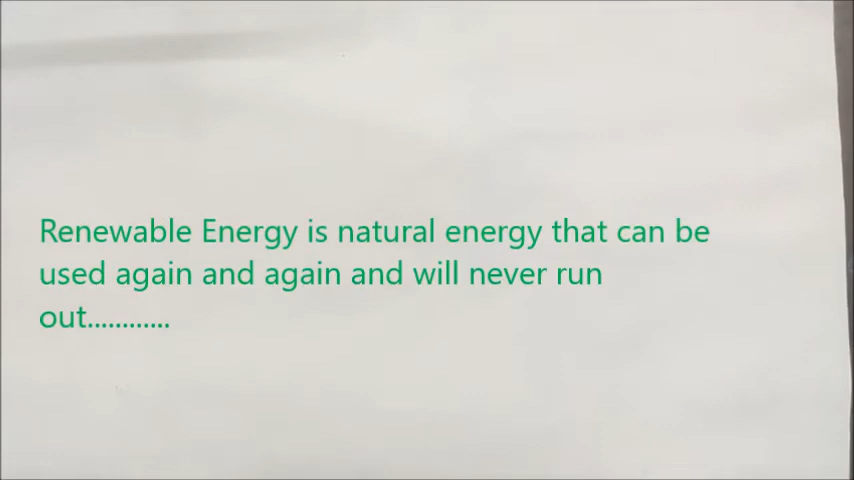 Renewable Energy is natural energy that can be
used again and again and will never run
out............